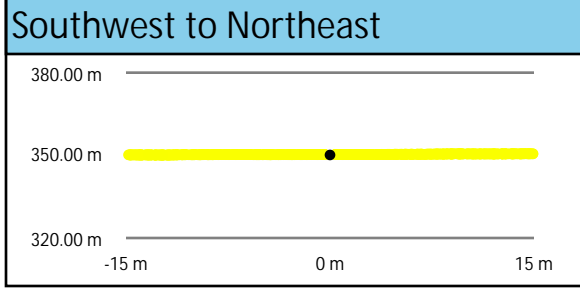 Southwest to Northeast
380.00 m
350.00 m
320.00 m
-15 m 0 m 15 m